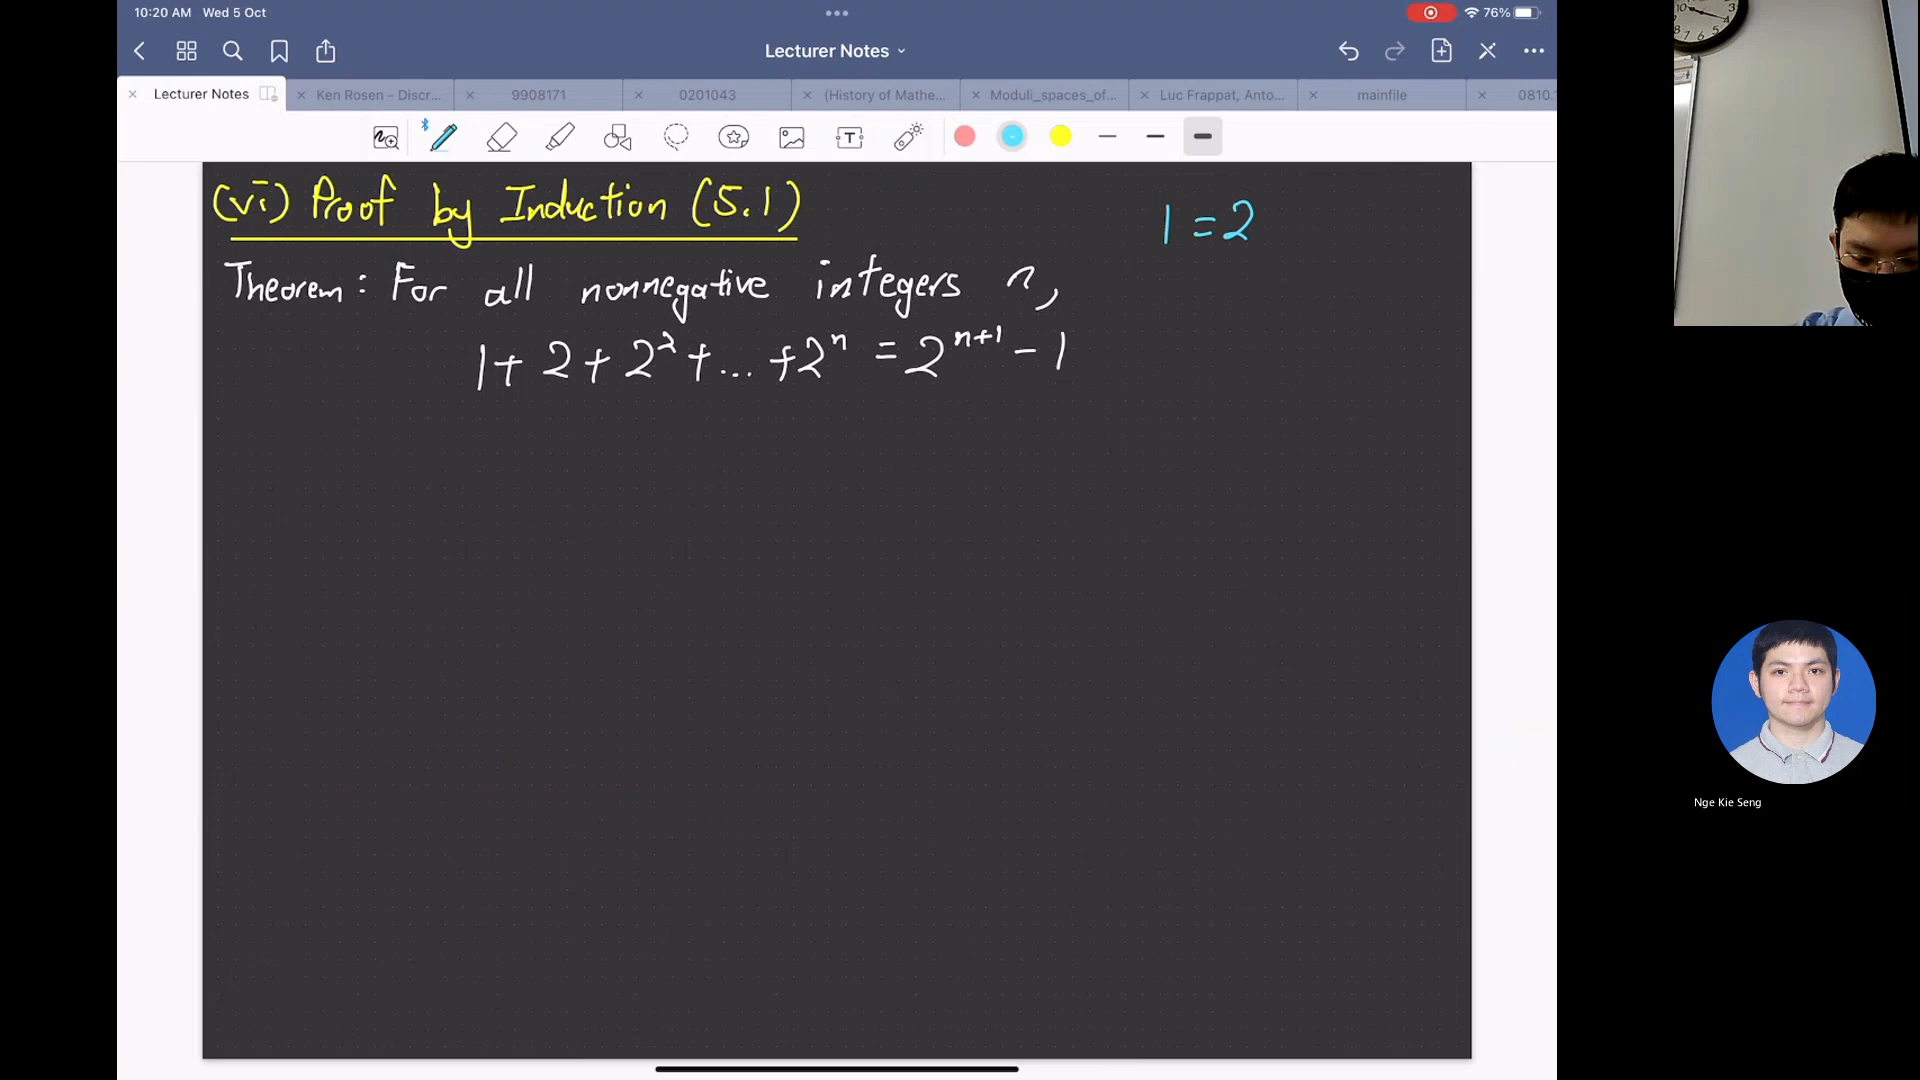 10:20 AM Wed 5 Oct
76%
Lecturer Notes
Lecturer Notes
Ken Rosen - Discr...
9908171
0201043
(History of Mathe...
Moduli_spaces_of...
Luc Frappat, Anto...
mainfile
0810.
(vi) Proof by Induction (5.1)
1 = 2
Theorem: For all nonnegative integers n,
1 + 2 + 2² + ... + 2ⁿ = 2ⁿ⁺¹ - 1
Nge Kie Seng